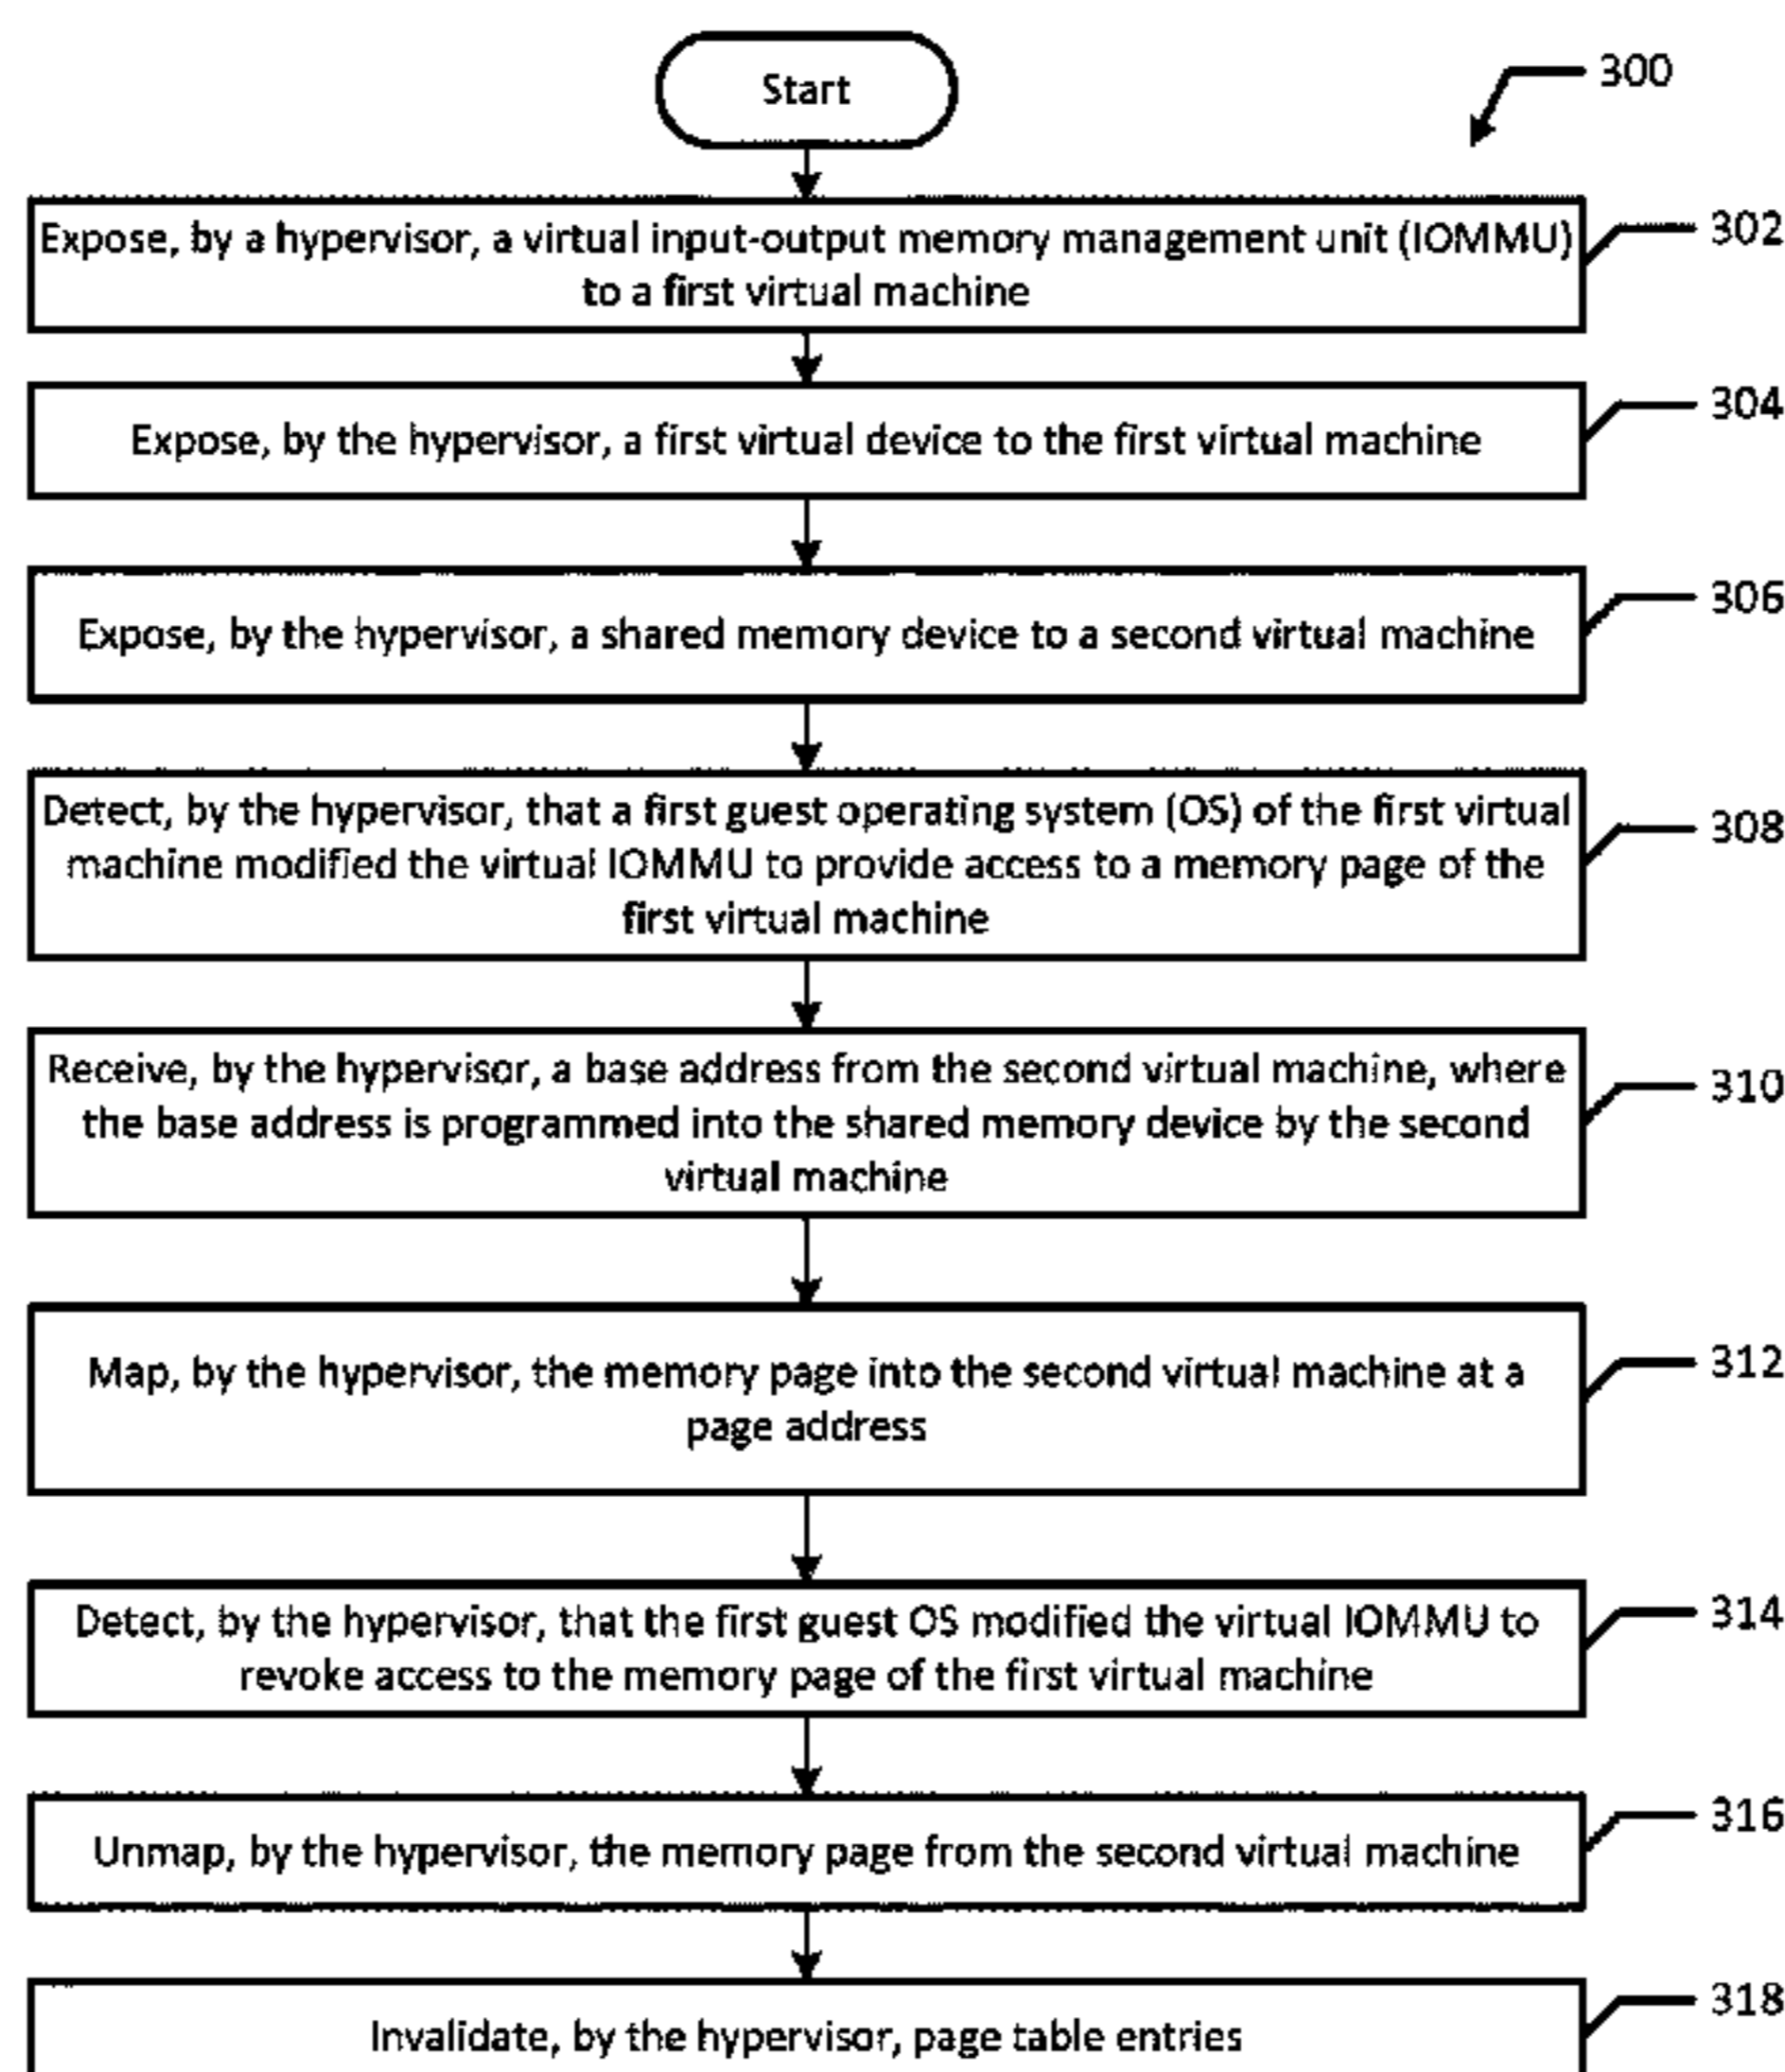 Start
300
Expose, by a hypervisor, a virtual input-output memory management unit (IOMMU)
to a first virtual machine
302
Expose, by the hypervisor, a first virtual device to the first virtual machine
304
Expose, by the hypervisor, a shared memory device to a second virtual machine
306
Detect, by the hypervisor, that a first guest operating system (OS) of the first virtual
machine modified the virtual IOMMU to provide access to a memory page of the
first virtual machine
308
Receive, by the hypervisor, a base address from the second virtual machine, where
the base address is programmed into the shared memory device by the second
virtual machine
310
Map, by the hypervisor, the memory page into the second virtual machine at a
page address
312
Detect, by the hypervisor, that the first guest OS modified the virtual IOMMU to
revoke access to the memory page of the first virtual machine
314
Unmap, by the hypervisor, the memory page from the second virtual machine
316
Invalidate, by the hypervisor, page table entries
318